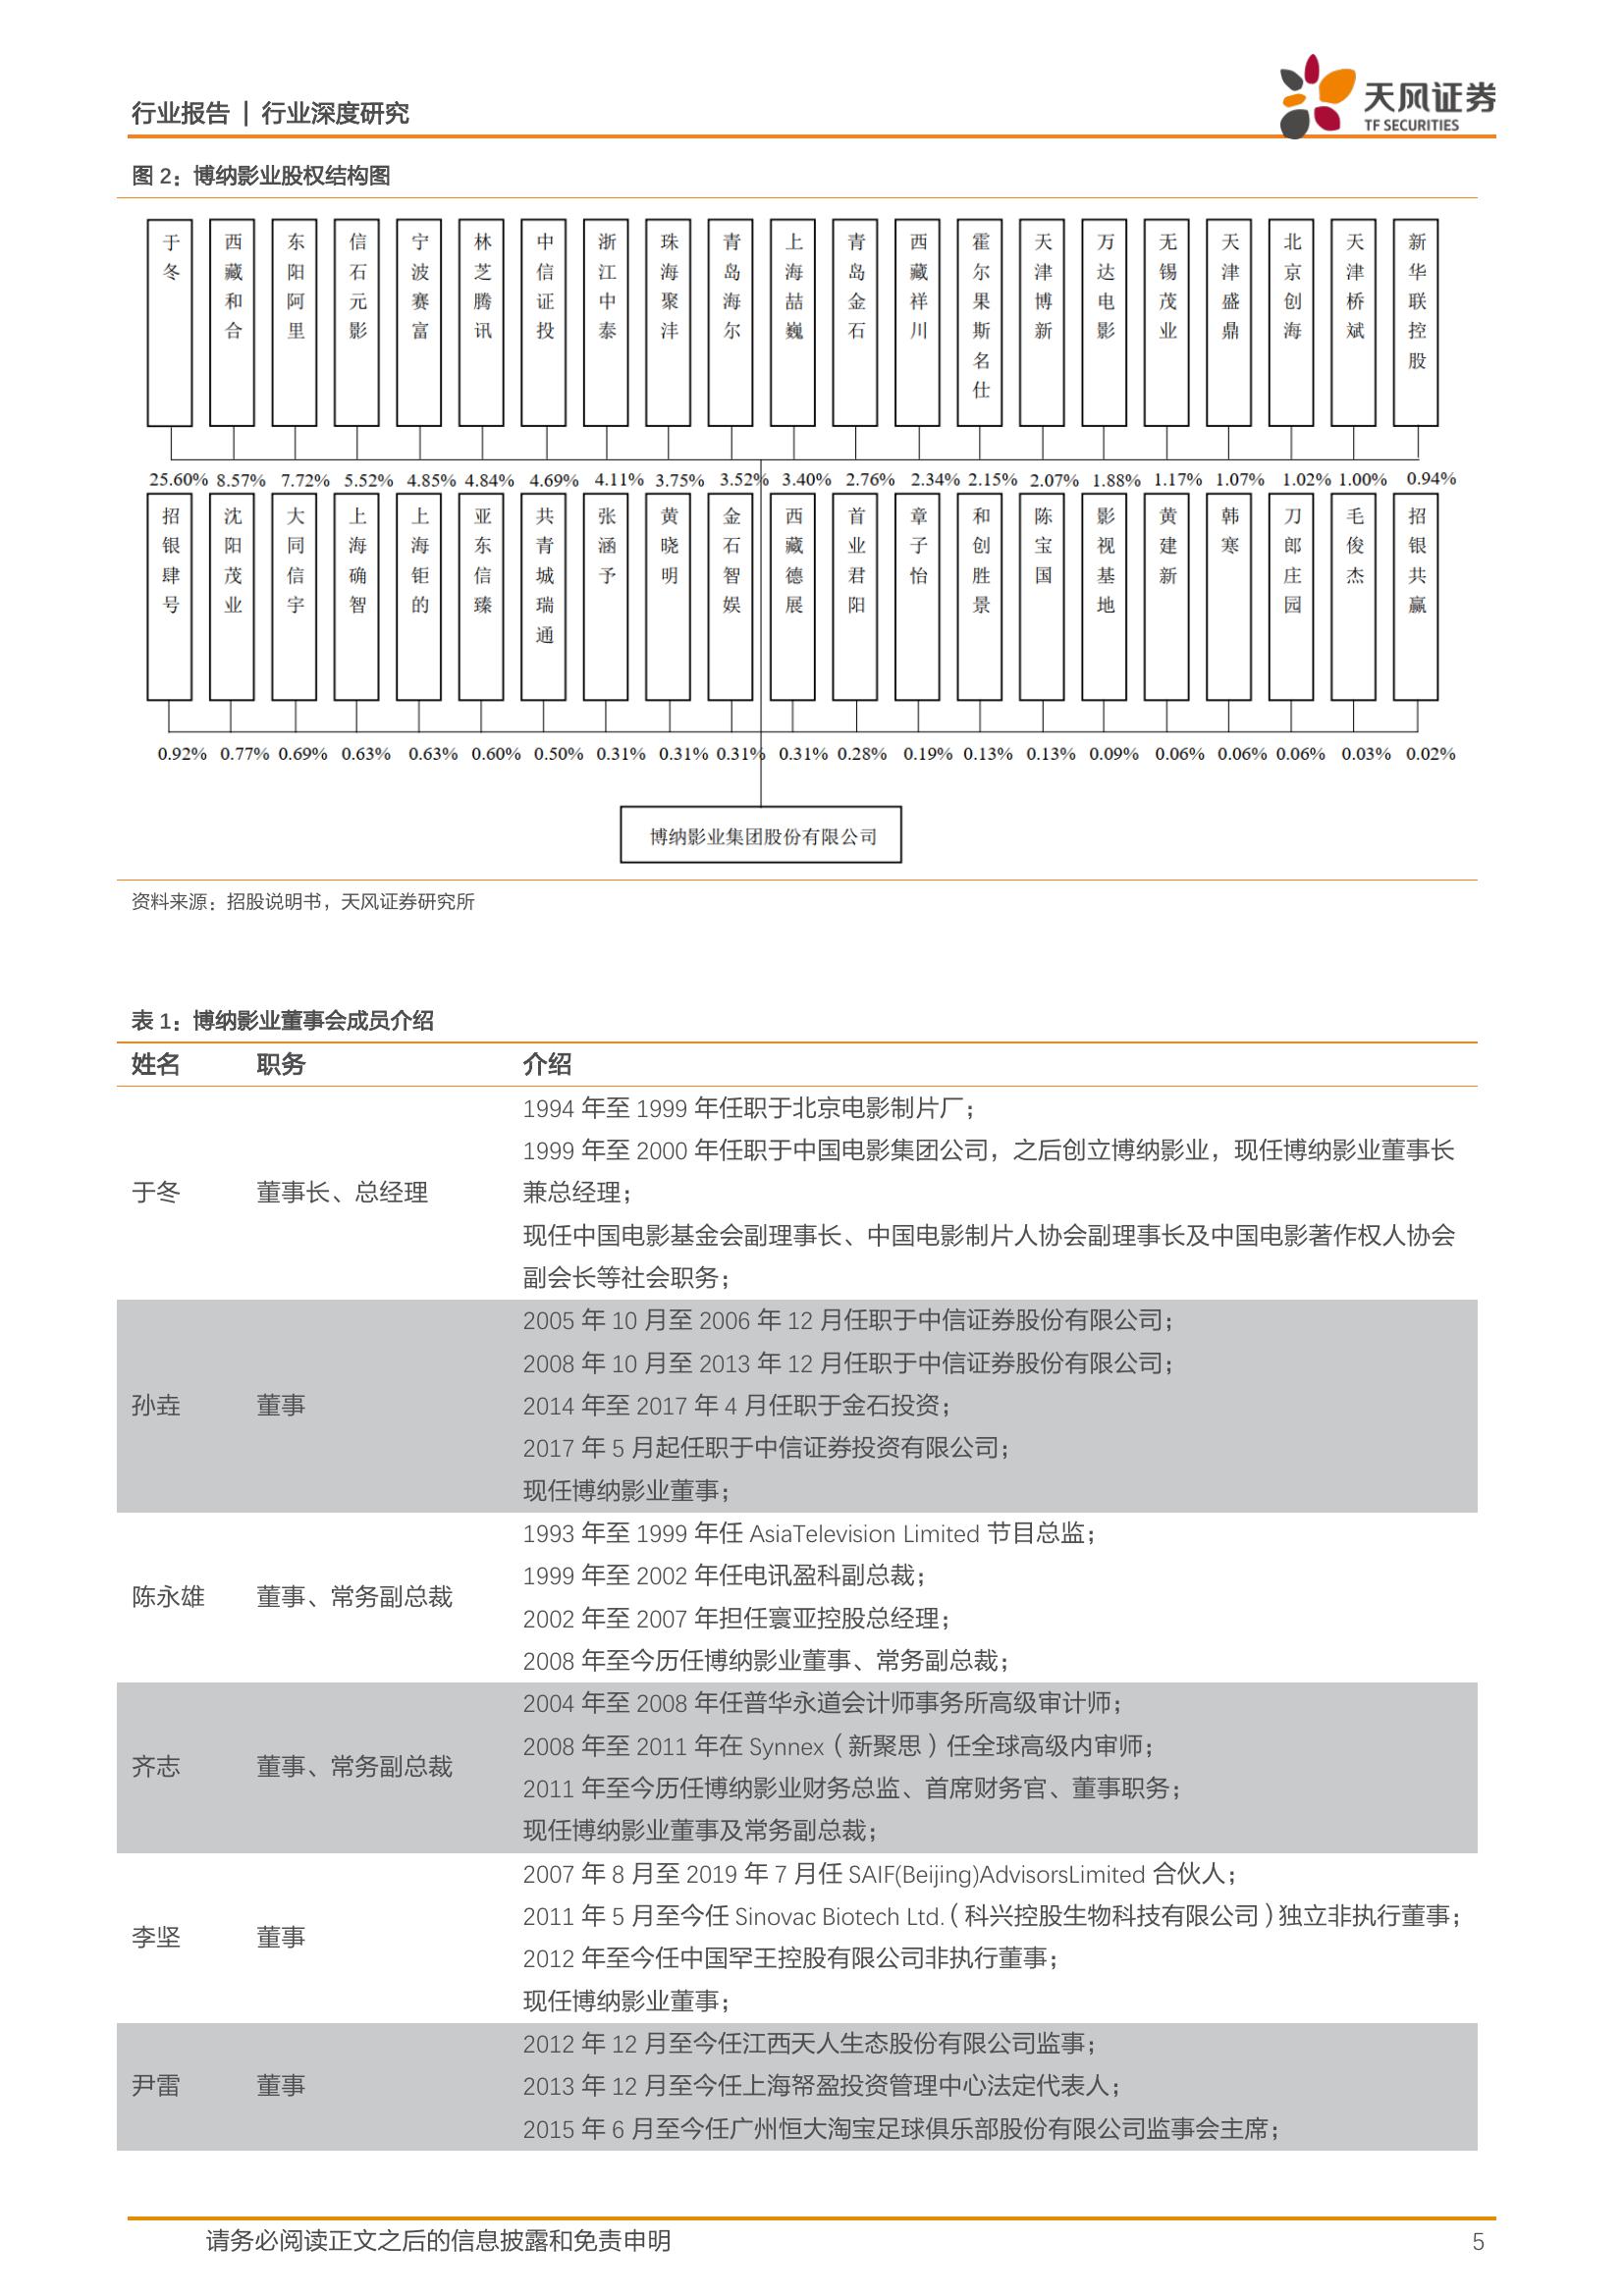 行业报告 | 行业深度研究
天风证券
TF SECURITIES
图 2：博纳影业股权结构图
于冬
西藏和合
东阳阿里
信石元影
宁波赛富
林芝腾讯
中信证投
浙江中泰
珠海聚沣
青岛海尔
上海喆巍
青岛金石
西藏祥川
霍尔果斯名仕
天津博新
万达电影
无锡茂业
天津盛鼎
北京创海
天津桥斌
新华联控股
25.60% 8.57% 7.72% 5.52% 4.85% 4.84% 4.69% 4.11% 3.75% 3.52% 3.40% 2.76% 2.34% 2.15% 2.07% 1.88% 1.17% 1.07% 1.02% 1.00% 0.94%
招银肆号
沈阳茂业
大同信宇
上海确智
上海钜的
亚东信臻
共青城瑞通
张涵予
黄晓明
金石智娱
西藏德展
首业君阳
章子怡
和创胜景
陈宝国
影视基地
黄建新
韩寒
刀郎庄园
毛俊杰
招银共赢
0.92% 0.77% 0.69% 0.63% 0.63% 0.60% 0.50% 0.31% 0.31% 0.31% 0.31% 0.28% 0.19% 0.13% 0.13% 0.09% 0.06% 0.06% 0.06% 0.03% 0.02%
博纳影业集团股份有限公司
资料来源：招股说明书，天风证券研究所
表 1：博纳影业董事会成员介绍
姓名 职务 介绍
1994 年至 1999 年任职于北京电影制片厂；
1999 年至 2000 年任职于中国电影集团公司，之后创立博纳影业，现任博纳影业董事长
于冬 董事长、总经理 兼总经理；
现任中国电影基金会副理事长、中国电影制片人协会副理事长及中国电影著作权人协会
副会长等社会职务；
2005 年 10 月至 2006 年 12 月任职于中信证券股份有限公司；
2008 年 10 月至 2013 年 12 月任职于中信证券股份有限公司；
孙垚 董事 2014 年至 2017 年 4 月任职于金石投资；
2017 年 5 月起任职于中信证券投资有限公司；
现任博纳影业董事；
1993 年至 1999 年任 AsiaTelevision Limited 节目总监；
1999 年至 2002 年任电讯盈科副总裁；
陈永雄 董事、常务副总裁
2002 年至 2007 年担任寰亚控股总经理；
2008 年至今历任博纳影业董事、常务副总裁；
2004 年至 2008 年任普华永道会计师事务所高级审计师；
2008 年至 2011 年在 Synnex（新聚思）任全球高级内审师；
齐志 董事、常务副总裁
2011 年至今历任博纳影业财务总监、首席财务官、董事职务；
现任博纳影业董事及常务副总裁；
2007 年 8 月至 2019 年 7 月任 SAIF(Beijing)AdvisorsLimited 合伙人；
2011 年 5 月至今任 Sinovac Biotech Ltd.（科兴控股生物科技有限公司）独立非执行董事；
李坚 董事
2012 年至今任中国罕王控股有限公司非执行董事；
现任博纳影业董事；
2012 年 12 月至今任江西天人生态股份有限公司监事；
尹雷 董事 2013 年 12 月至今任上海帑盈投资管理中心法定代表人；
2015 年 6 月至今任广州恒大淘宝足球俱乐部股份有限公司监事会主席；
请务必阅读正文之后的信息披露和免责申明 5